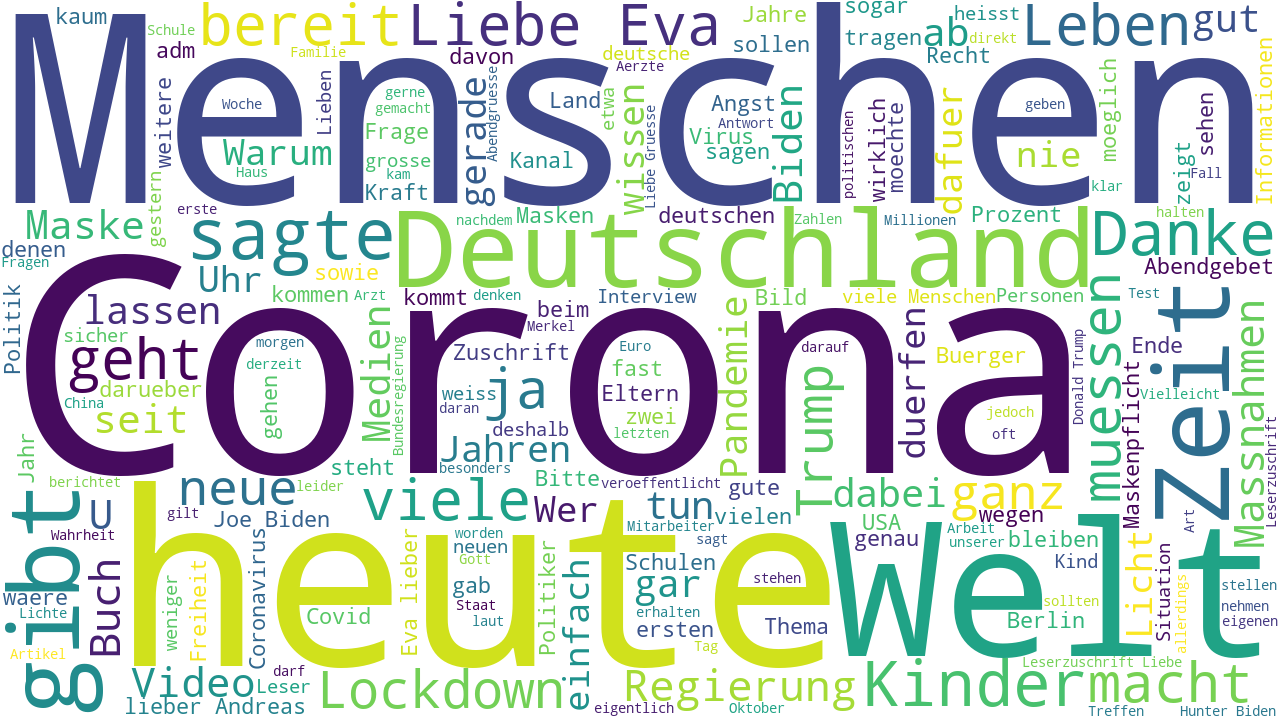 Menschen
Corona
heute
Welt
Deutschland
kaum
Schule
bereit
Liebe
Eva
Jahre
sogar
heisst
Leben
gut
adm
Familie
davon
deutsche
sollen
tragen
ab
direkt
Recht
Aerzte
weitere
Woche
Lieben
gerne
gemacht
gerade
Abendgruesse
Land
etwa
Wissen
Liebe Gruesse
Angst
Antwort
Biden
politischen
wirklich
moechte
dafuer
geben
moeglich
sehen
Informationen
Warum
Frage
Virus
sagen
nie
Haus
grosse
kam
Kraft
Kanal
zeigt
Fall
klar
gestern
erste
Maske
sagte
nachdem
Masken
deutschen
Zahlen
Millionen
Prozent
halten
Danke
denen
Fragen
Uhr
sowie
Abendgebet
Politik
lassen
kommen
Arzt
kommt
denken
Interview
Bild
viele Menschen
Personen
Test
sicher
geht
morgen
derzeit
beim
Merkel
Euro
darauf
Zeit
Ende
Zuschrift
fast
Buerger
Medien
Bundesregierung
Pandemie
Trump
duerfen
Donald Trump
muessen
Maskenpflicht
Massnahmen
darueber
China
seit
gehen
weiss
daran
ja
Eltern
zwei
letzten
jedoch
oft
Vielleicht
deshalb
Jahren
Jahr
steht
besonders
Bitte
berichtet
neue
leider
veroeffentlicht
gute
dabei
ganz
Leserzuschrift
gibt
U
gilt
viele
Wer
tun
vielen
USA
wegen
Art
Joe Biden
Wahrheit
Mitarbeiter
sagt
genau
Arbeit
unserer
bleiben
Coronavirus
Eva lieber
worden
neuen
Gott
Politiker
Schulen
stehen
Kind
Licht
Situation
allerdings
waere
Buch
weniger
Freiheit
gab
einfach
gar
stellen
Lichte
Covid
Staat
laut
erhalten
ersten
Thema
Berlin
sollten
nehmen
eigenen
Artikel
Tag
Leserzuschrift Liebe
darf
Video
Leser
Lockdown
Regierung
Kinder
macht
lieber Andreas
eigentlich
Oktober
Treffen
Hunter Biden